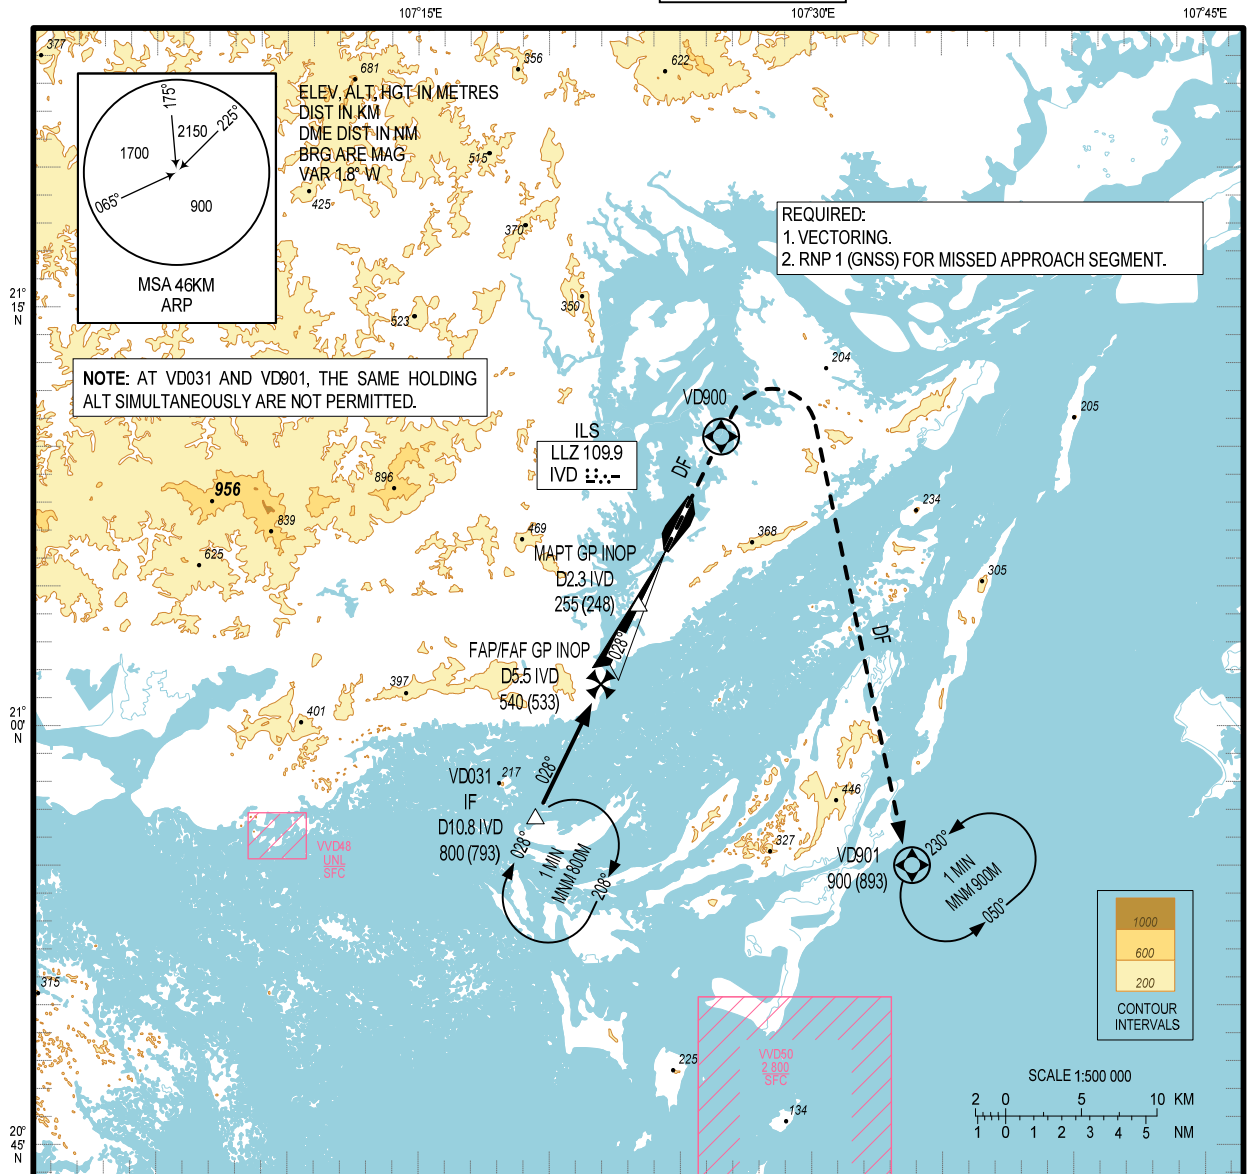 107°15'E
107°30'E
107°45'E
377
681
356
622
175°
225°
2150
1700
065°
900
MSA 46KM
ARP
ELEV, ALT, HGT IN METRES
DIST IN KM
DME DIST IN NM
BRG ARE MAG
VAR 1.8° W
515
425
370
REQUIRED:
1. VECTORING.
2. RNP 1 (GNSS) FOR MISSED APPROACH SEGMENT.
21°
15'
N
350
523
NOTE: AT VD031 AND VD901, THE SAME HOLDING
ALT SIMULTANEOUSLY ARE NOT PERMITTED.
204
VD900
205
ILS
LLZ 109.9
IVD
DF
956
896
839
625
469
234
368
305
MAPT GP INOP
D2.3 IVD
255 (248)
028°
DF
FAP/FAF GP INOP
D5.5 IVD
540 (533)
397
401
21°
00'
N
028°
VD031
IF
D10.8 IVD
800 (793)
217
446
327
VVD48
UNL
SFC
028°
1 MIN
MNM 800M
208°
VD901
900 (893)
230°
1 MIN
MNM 900M
050°
1000
600
200
CONTOUR
INTERVALS
315
225
VVD50
2 800
SFC
134
SCALE 1:500 000
2 0 5 10 KM
1 0 1 2 3 4 5 NM
20°
45'
N